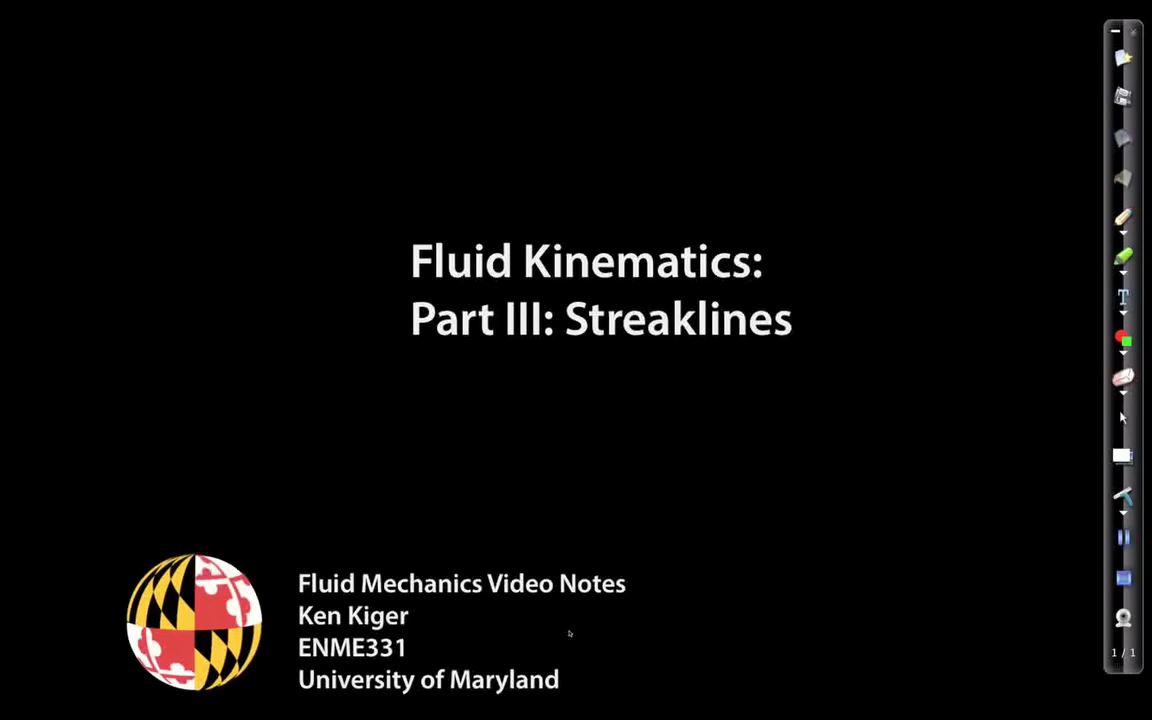 Fluid Kinematics:
Part III: Streaklines
Fluid Mechanics Video Notes
Ken Kiger
ENME331
University of Maryland
T
1 / 1